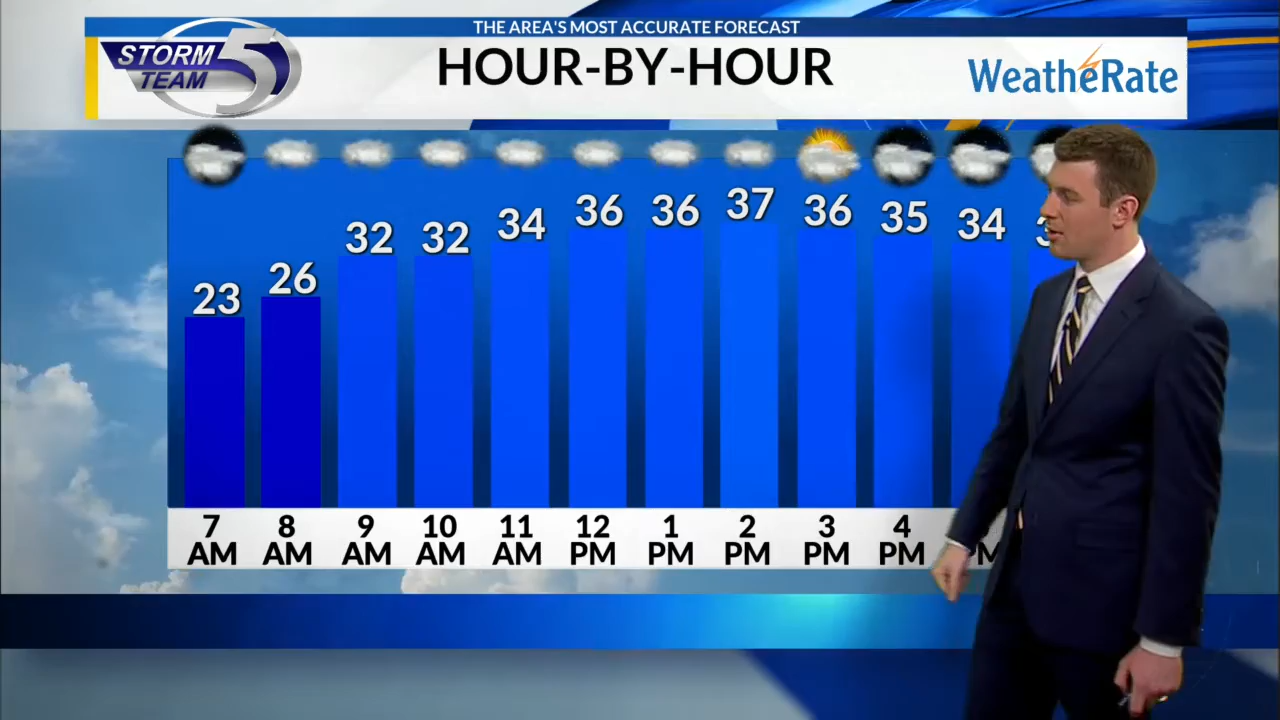 THE AREA'S MOST ACCURATE FORECAST
STORM TEAM 5
HOUR-BY-HOUR
WeatheRate
23 26 32 32 34 36 36 37 36 35 34
7 AM 8 AM 9 AM 10 AM 11 AM 12 PM 1 PM 2 PM 3 PM 4 PM PM